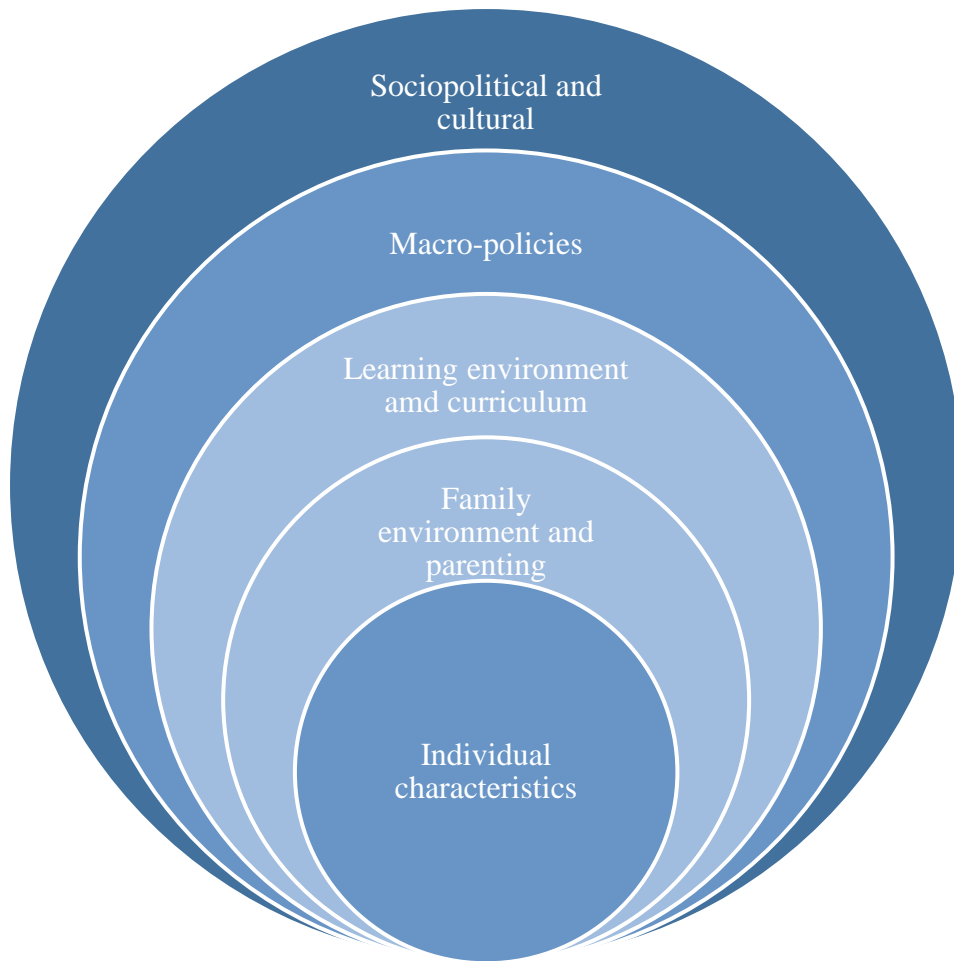 Sociopolitical and
cultural
Macro-policies
Learning environment
amd curriculum
Family
environment and
parenting
Individual
characteristics